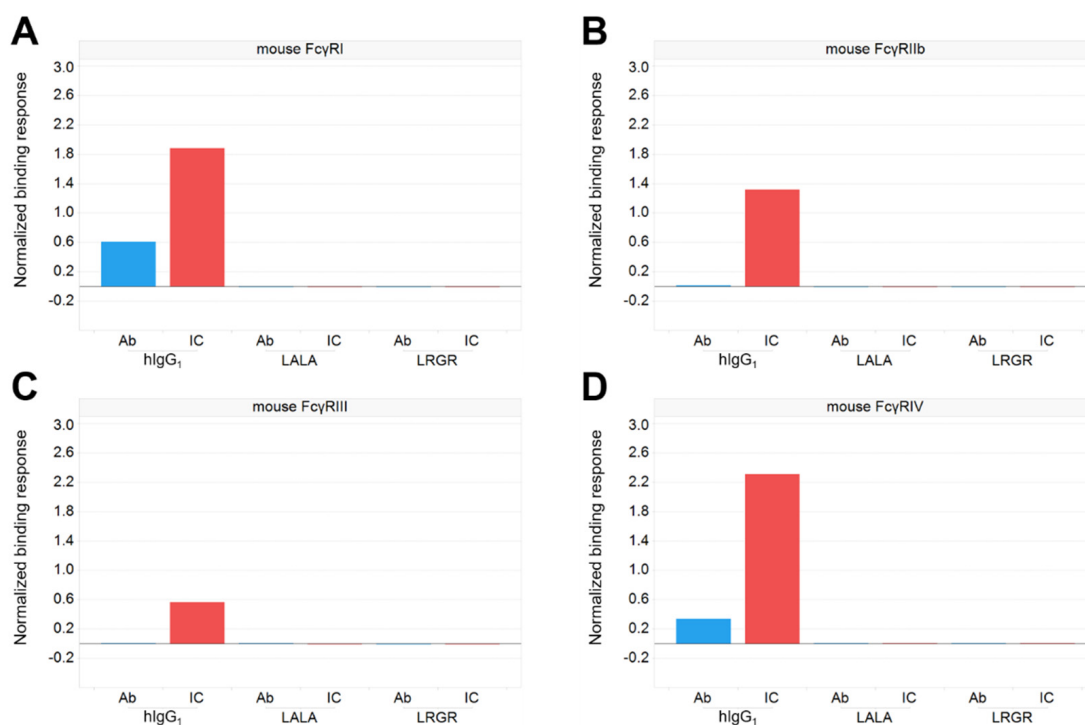 A
mouse FcγRI
Normalized binding response
3.0
2.6
2.2
1.8
1.4
1.0
0.6
0.2
-0.2
Ab IC Ab IC Ab IC
hIgG₁ LALA LRGR
B
mouse FcγRIIb
Normalized binding response
3.0
2.6
2.2
1.8
1.4
1.0
0.6
0.2
-0.2
Ab IC Ab IC Ab IC
hIgG₁ LALA LRGR
C
mouse FcγRIII
Normalized binding response
3.0
2.6
2.2
1.8
1.4
1.0
0.6
0.2
-0.2
Ab IC Ab IC Ab IC
hIgG₁ LALA LRGR
D
mouse FcγRIV
Normalized binding response
3.0
2.6
2.2
1.8
1.4
1.0
0.6
0.2
-0.2
Ab IC Ab IC Ab IC
hIgG₁ LALA LRGR